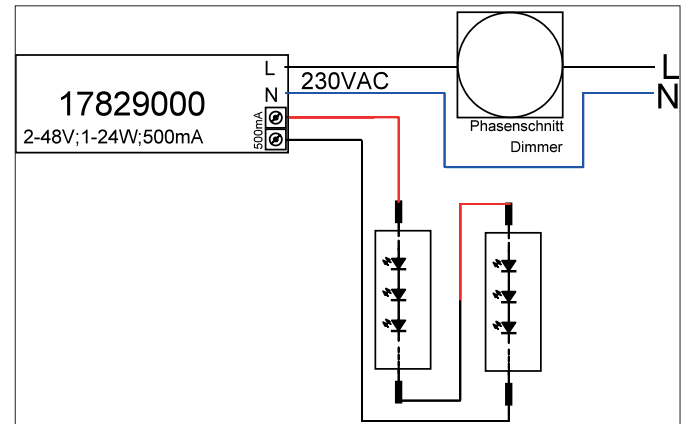 L
L
N
230VAC
N
17829000
500mA
2-48V;1-24W;500mA
Phasenschnitt
Dimmer